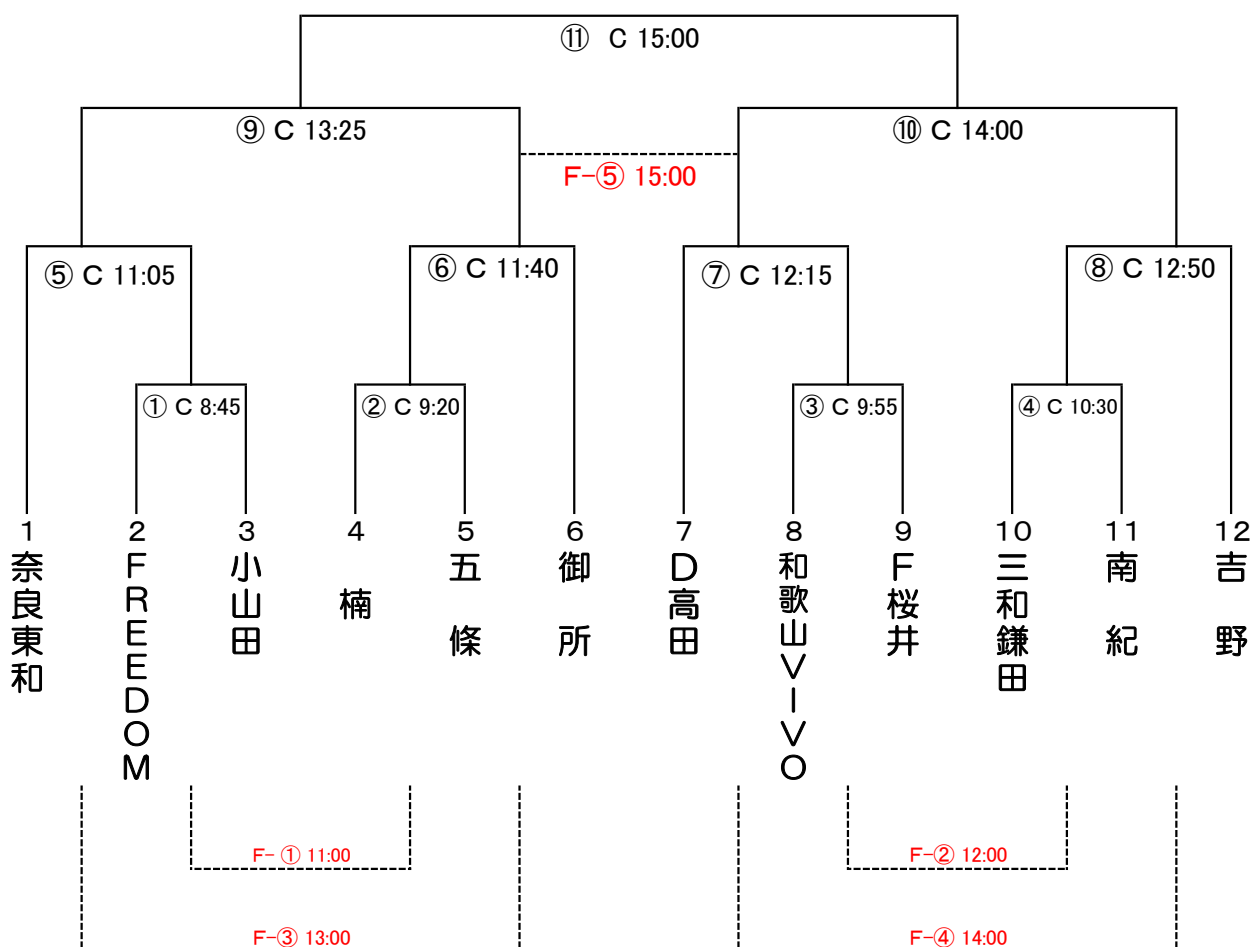 ⑪ C 15:00
⑨ C 13:25
⑩ C 14:00
F-⑤ 15:00
⑤ C 11:05
⑥ C 11:40
⑦ C 12:15
⑧ C 12:50
① C 8:45
② C 9:20
③ C 9:55
④ C 10:30
1 2 3 4 5 6 7 8 9 10 11 12
奈良東和
FREEDOM
小山田
楠
五條
御所
D高田
和歌山VIVO
F桜井
三和鎌田
南紀
吉野
F- ① 11:00
F-② 12:00
F-③ 13:00
F-④ 14:00